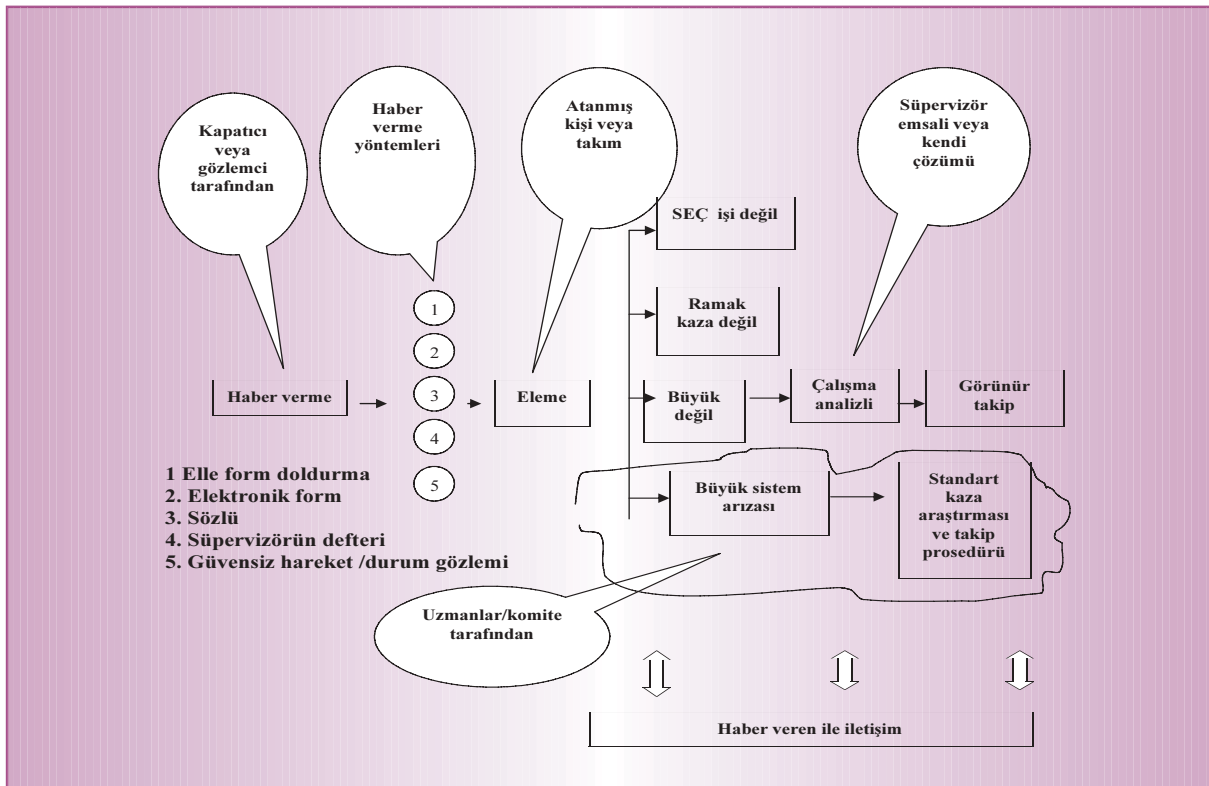 Kapatıcı
veya
gözlemci
tarafından
Haber
verme
yöntemleri
Atanmış
kişi veya
takım
Süpervizör
emsali veya
kendi
çözümü
SEÇ işi değil
Ramak
kaza değil
Haber verme
1
2
3
4
5
Eleme
Büyük
değil
Çalışma
analizli
Görünür
takip
1 Elle form doldurma
2. Elektronik form
3. Sözlü
4. Süpervizörün defteri
5. Güvensiz hareket /durum gözlemi
Büyük sistem
arızası
Standart
kaza
araştırması
ve takip
prosedürü
Uzmanlar/komite
tarafından
Haber veren ile iletişim